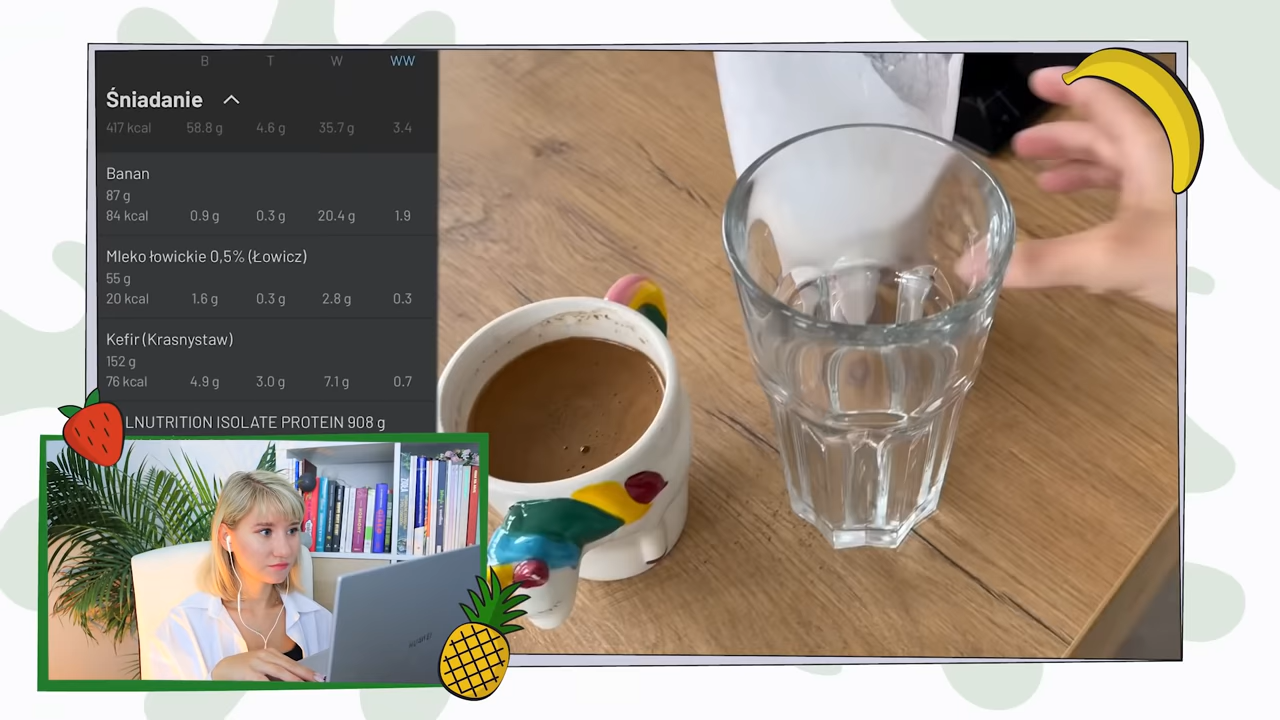 B T W WW
Śniadanie
417 kcal 58.8 g 4.6 g 35.7 g 3.4
Banan
87 g
84 kcal 0.9 g 0.3 g 20.4 g 1.9
Mleko łowickie 0,5% (Łowicz)
55 g
20 kcal 1.6 g 0.3 g 2.8 g 0.3
Kefir (Krasnystaw)
152 g
76 kcal 4.9 g 3.0 g 7.1 g 0.7
LNUTRITION ISOLATE PROTEIN 908 g
HUAWEI